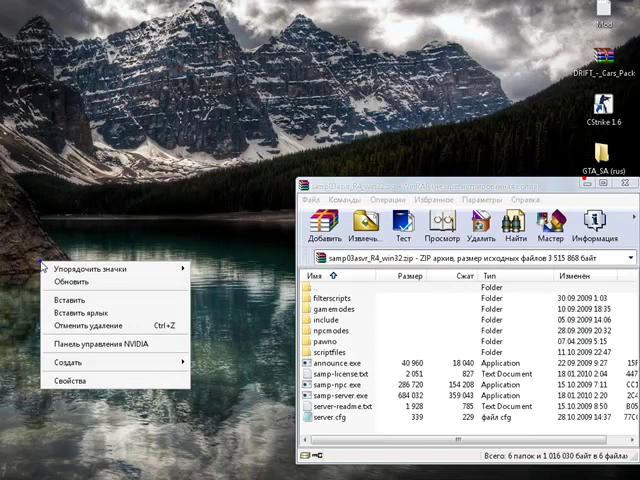 Mod
DRIFT_-_Cars_Pack
CStrike 1.6
GTA_SA (rus)
Файл Команды Операции Избранное Параметры Справка
Добавить Извлечь... Тест Просмотр Удалить Найти Мастер Информация
samp03asvr_R4_win32.zip - ZIP архив, размер исходных файлов 3 515 868 байт
Имя Размер Сжат Тип Изменён
.. Folder
filterscripts Folder 30.09.2009 1:03
gamemodes Folder 10.09.2009 18:35
include Folder 05.09.2009 14:06
npcmodes Folder 28.09.2009 20:32
pawno Folder 07.04.2009 5:15
scriptfiles Folder 11.10.2009 22:47
announce.exe 40 960 18 040 Application 22.09.2009 9:27 15F
samp-license.txt 2 051 827 Text Document 18.01.2010 2:04 447
samp-npc.exe 286 720 154 208 Application 15.10.2009 7:11 CC1
samp-server.exe 684 032 359 043 Application 18.01.2010 2:24 2C4
server-readme.txt 1 928 785 Text Document 15.10.2009 8:50 B05
server.cfg 339 229 файл cfg 28.10.2009 14:37 77C
Всего: 6 папок и 1 016 030 байт в 6 файлах
Упорядочить значки
Обновить
Вставить
Вставить ярлык
Отменить удаление Ctrl+Z
Панель управления NVIDIA
Создать
Свойства